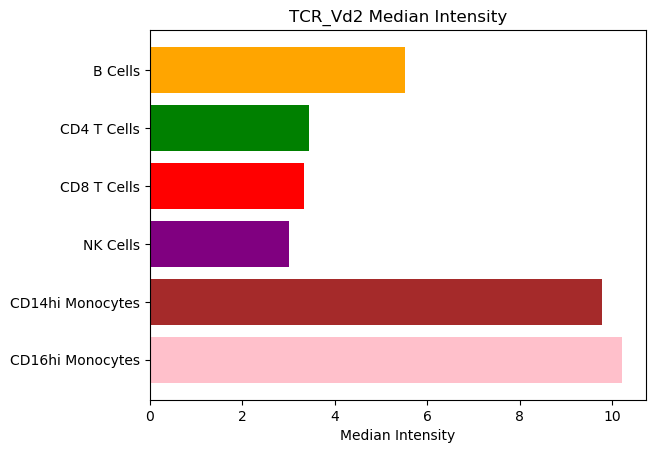 TCR_Vd2 Median Intensity
B Cells
CD4 T Cells
CD8 T Cells
NK Cells
CD14hi Monocytes
CD16hi Monocytes
0 2 4 6 8 10
Median Intensity